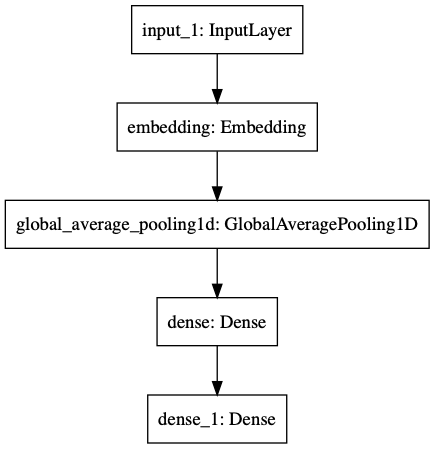 input_1: InputLayer
embedding: Embedding
global_average_pooling1d: GlobalAveragePooling1D
dense: Dense
dense_1: Dense